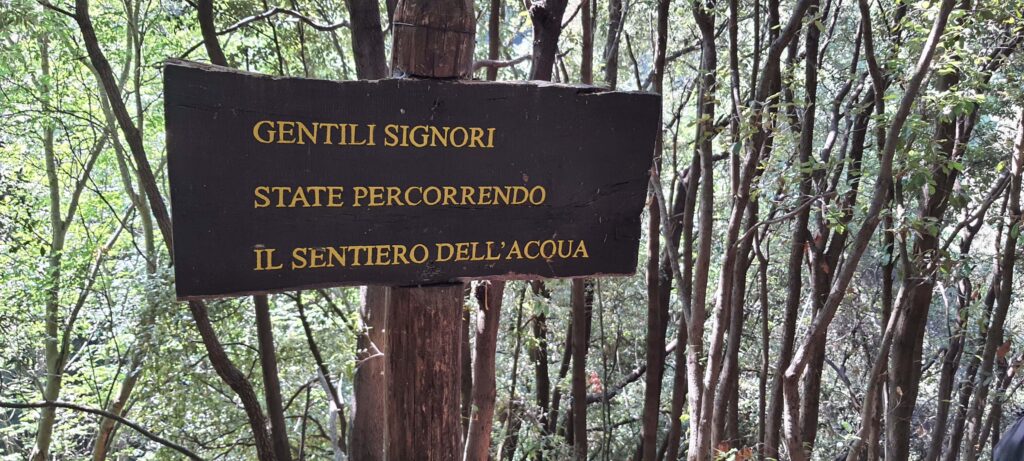 GENTILI SIGNORI
STATE PERCORRENDO
IL SENTIERO DELL'ACQUA